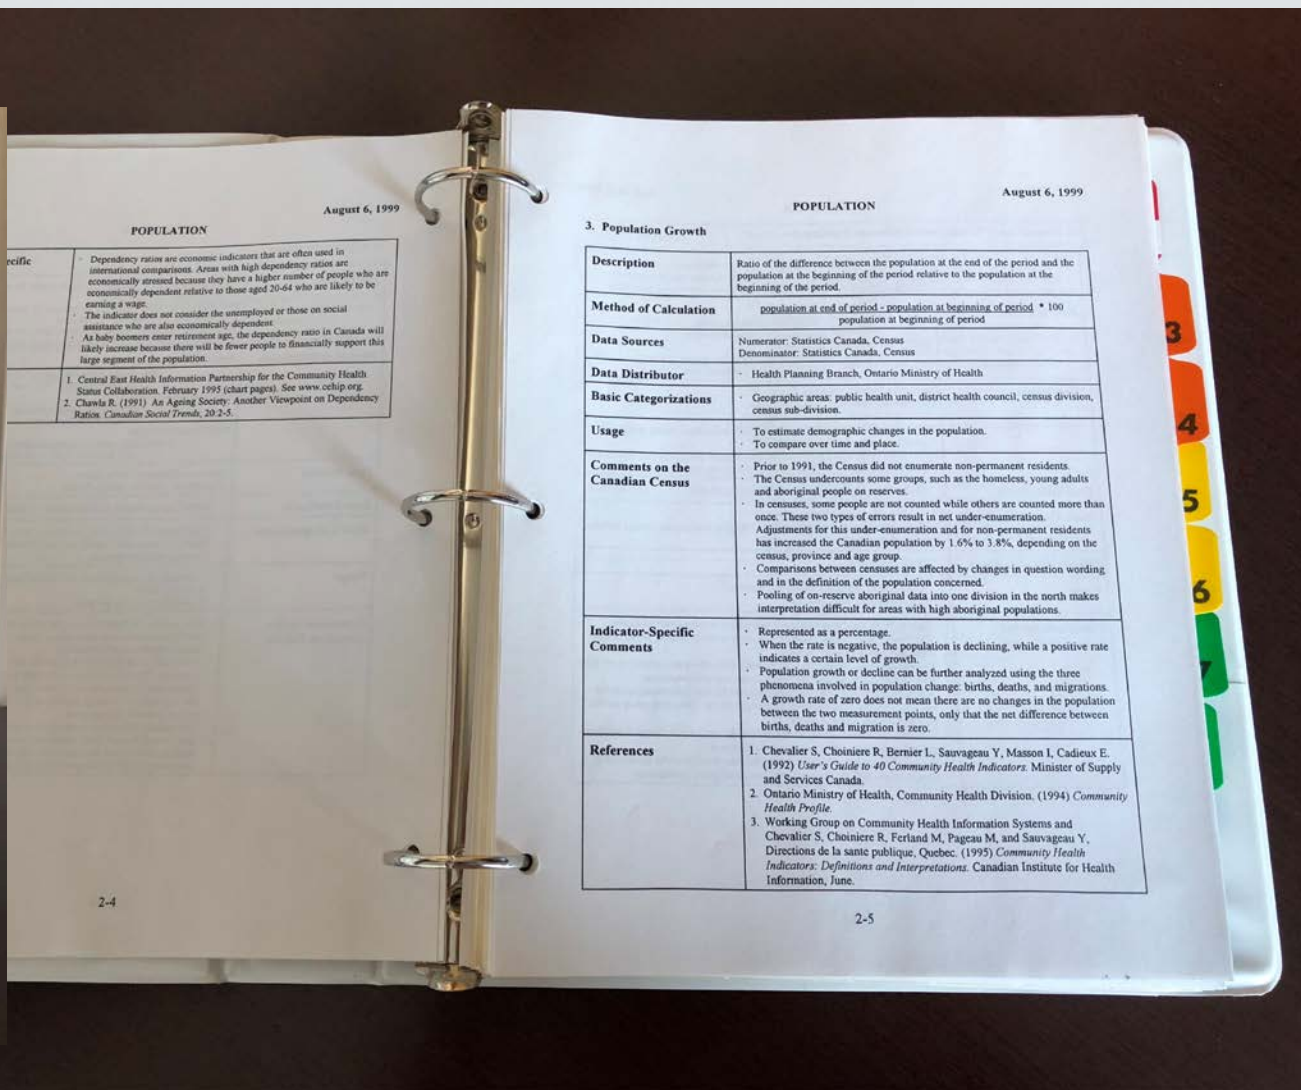 August 6, 1999
POPULATION
ecific
· Dependency ratios are economic indicators that are often used in
international comparisons. Areas with high dependency ratios are
economically stressed because they have a higher number of people who are
economically dependent relative to those aged 20-64 who are likely to be
earning a wage.
· The indicator does not consider the unemployed or those on social
assistance who are also economically dependent.
· As baby boomers enter retirement age, the dependency ratio in Canada will
likely increase because there will be fewer people to financially support this
large segment of the population.
1. Central East Health Information Partnership for the Community Health
Status Collaboration. February 1995 (chart pages). See www.cehip.org.
2. Chawla R. (1991) An Ageing Society: Another Viewpoint on Dependency
Ratios. Canadian Social Trends, 20:2-5.
2-4
August 6, 1999
POPULATION
3. Population Growth
Description
Ratio of the difference between the population at the end of the period and the
population at the beginning of the period relative to the population at the
beginning of the period.
Method of Calculation
population at end of period - population at beginning of period * 100
population at beginning of period
Data Sources
Numerator: Statistics Canada, Census
Denominator: Statistics Canada, Census
Data Distributor
· Health Planning Branch, Ontario Ministry of Health
Basic Categorizations
· Geographic areas: public health unit, district health council, census division,
census sub-division.
Usage
· To estimate demographic changes in the population.
· To compare over time and place.
Comments on the
Canadian Census
· Prior to 1991, the Census did not enumerate non-permanent residents.
· The Census undercounts some groups, such as the homeless, young adults
and aboriginal people on reserves.
· In censuses, some people are not counted while others are counted more than
once. These two types of errors result in net under-enumeration.
Adjustments for this under-enumeration and for non-permanent residents
has increased the Canadian population by 1.6% to 3.8%, depending on the
census, province and age group.
· Comparisons between censuses are affected by changes in question wording
and in the definition of the population concerned.
· Pooling of on-reserve aboriginal data into one division in the north makes
interpretation difficult for areas with high aboriginal populations.
Indicator-Specific
Comments
· Represented as a percentage.
· When the rate is negative, the population is declining, while a positive rate
indicates a certain level of growth.
· Population growth or decline can be further analyzed using the three
phenomena involved in population change: births, deaths, and migrations.
· A growth rate of zero does not mean there are no changes in the population
between the two measurement points, only that the net difference between
births, deaths and migration is zero.
References
1. Chevalier S, Choiniere R, Bernier L, Sauvageau Y, Masson I, Cadieux E.
(1992) User's Guide to 40 Community Health Indicators. Minister of Supply
and Services Canada.
2. Ontario Ministry of Health, Community Health Division. (1994) Community
Health Profile.
3. Working Group on Community Health Information Systems and
Chevalier S, Choiniere R, Ferland M, Pageau M, and Sauvageau Y,
Directions de la sante publique, Quebec. (1995) Community Health
Indicators: Definitions and Interpretations. Canadian Institute for Health
Information, June.
2-5
3
4
5
6
7